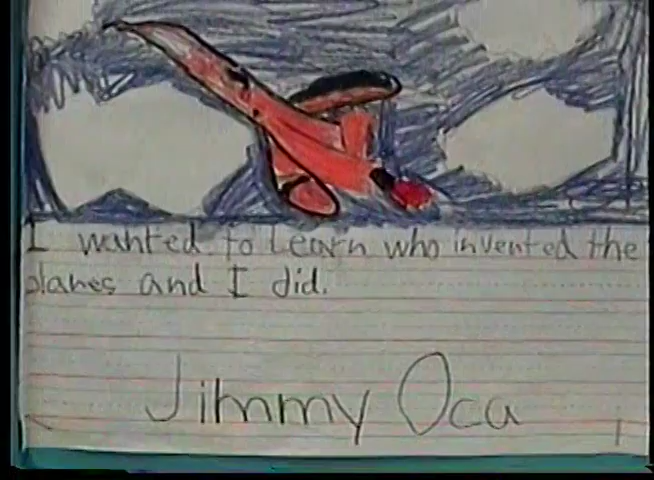 I wanted to learn who invented the
planes and I did.
Jimmy Oca